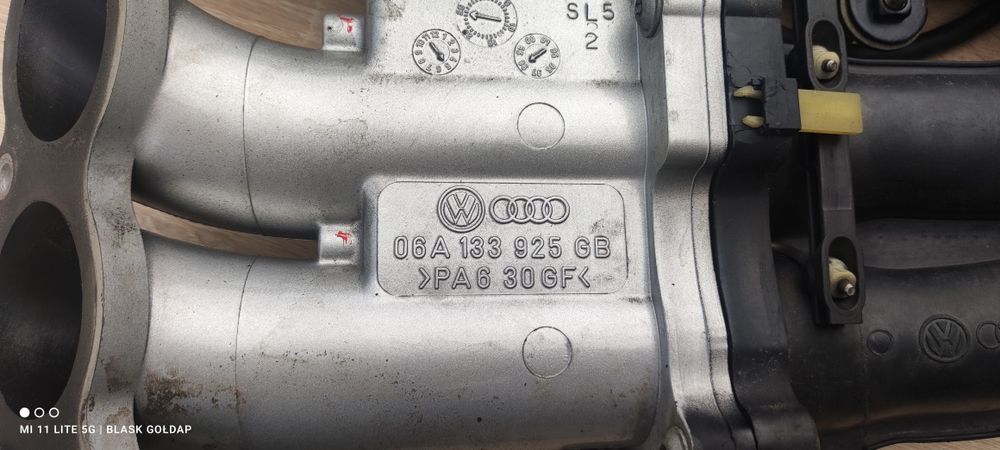 SL5
2
06A 133 925 GB
>PA6 30GF<
MI 11 LITE 5G | BLASK GOŁDAP